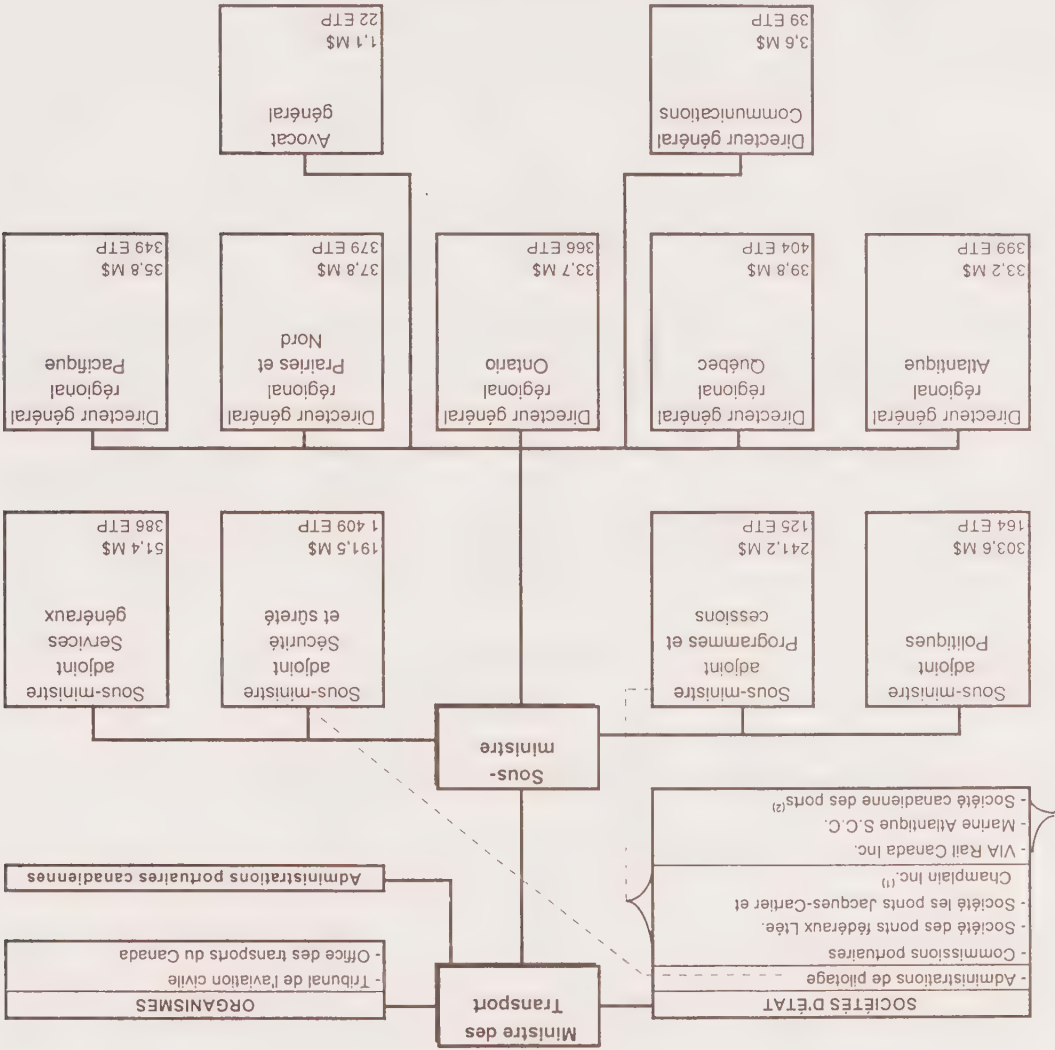 Ministre des
Transport
SOCIÉTÉS D'ÉTAT
- Administrations de pilotage
- Commissions portuaires
- Société des ponts fédéraux Ltée.
- Société les ponts Jacques-Cartier et
Champlain Inc. (1)
- VIA Rail Canada Inc.
- Marine Atlantique S.C.C.
- Société canadienne des ports (2)
ORGANISMES
- Tribunal de l'aviation civile
- Office des transports du Canada
Administrations portuaires canadiennes
Sous-
ministre
Sous-ministre
adjoint
Politiques
303,6 M$
164 ETP
Sous-ministre
adjoint
Programmes et
cessions
241,2 M$
125 ETP
Sous-ministre
adjoint
Sécurité
et sûreté
191,5 M$
1 409 ETP
Sous-ministre
adjoint
Services
généraux
51,4 M$
386 ETP
Directeur général
régional
Atlantique
33,2 M$
399 ETP
Directeur général
régional
Québec
39,8 M$
404 ETP
Directeur général
régional
Ontario
33,7 M$
366 ETP
Directeur général
régional
Prairies et
Nord
37,8 M$
379 ETP
Directeur général
régional
Pacifique
35,8 M$
349 ETP
Directeur général
Communications
3,6 M$
39 ETP
Avocat
général
1,1 M$
22 ETP